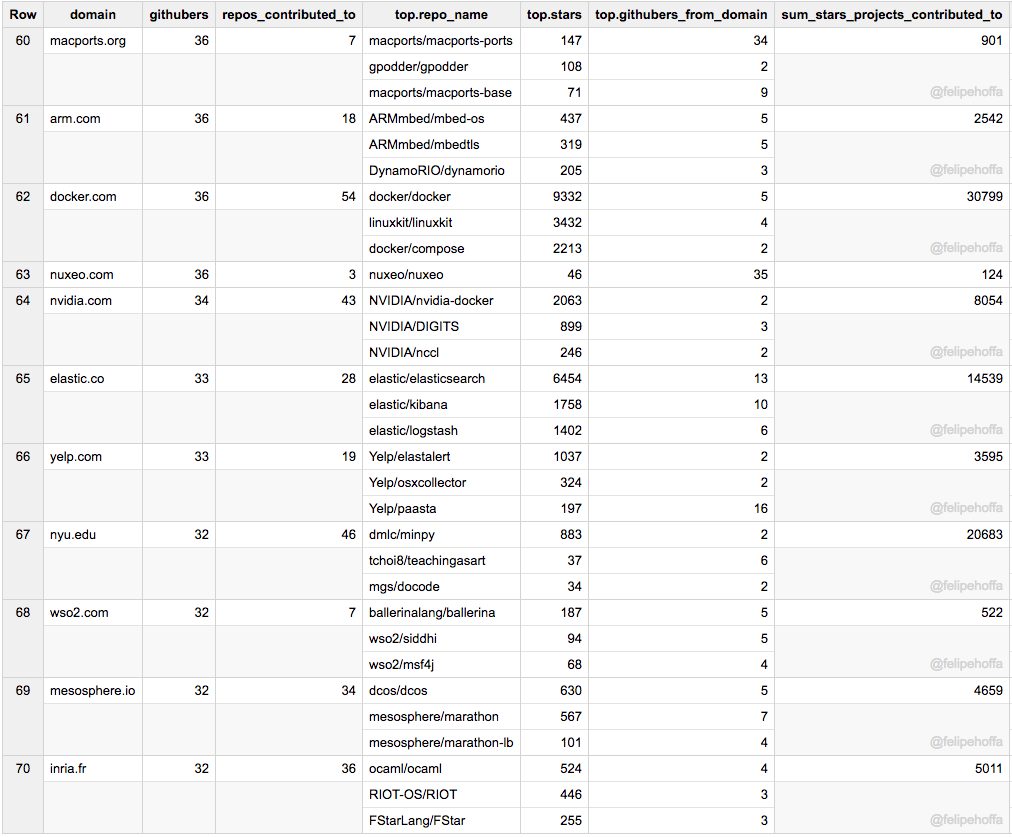 Row domain githubers repos_contributed_to top.repo_name top.stars top.githubers_from_domain sum_stars_projects_contributed_to
60 macports.org 36 7 macports/macports-ports 147 34 901
gpodder/gpodder 108 2
macports/macports-base 71 9 @felipehoffa
61 arm.com 36 18 ARMmbed/mbed-os 437 5 2542
ARMmbed/mbedtls 319 5
DynamoRIO/dynamorio 205 3 @felipehoffa
62 docker.com 36 54 docker/docker 9332 5 30799
linuxkit/linuxkit 3432 4
docker/compose 2213 2 @felipehoffa
63 nuxeo.com 36 3 nuxeo/nuxeo 46 35 124
64 nvidia.com 34 43 NVIDIA/nvidia-docker 2063 2 8054
NVIDIA/DIGITS 899 3
NVIDIA/nccl 246 2 @felipehoffa
65 elastic.co 33 28 elastic/elasticsearch 6454 13 14539
elastic/kibana 1758 10
elastic/logstash 1402 6 @felipehoffa
66 yelp.com 33 19 Yelp/elastalert 1037 2 3595
Yelp/osxcollector 324 2
Yelp/paasta 197 16 @felipehoffa
67 nyu.edu 32 46 dmlc/minpy 883 2 20683
tchoi8/teachingasart 37 6
mgs/docode 34 2 @felipehoffa
68 wso2.com 32 7 ballerinalang/ballerina 187 5 522
wso2/siddhi 94 5
wso2/msf4j 68 4 @felipehoffa
69 mesosphere.io 32 34 dcos/dcos 630 5 4659
mesosphere/marathon 567 7
mesosphere/marathon-lb 101 4 @felipehoffa
70 inria.fr 32 36 ocaml/ocaml 524 4 5011
RIOT-OS/RIOT 446 3
FStarLang/FStar 255 3 @felipehoffa